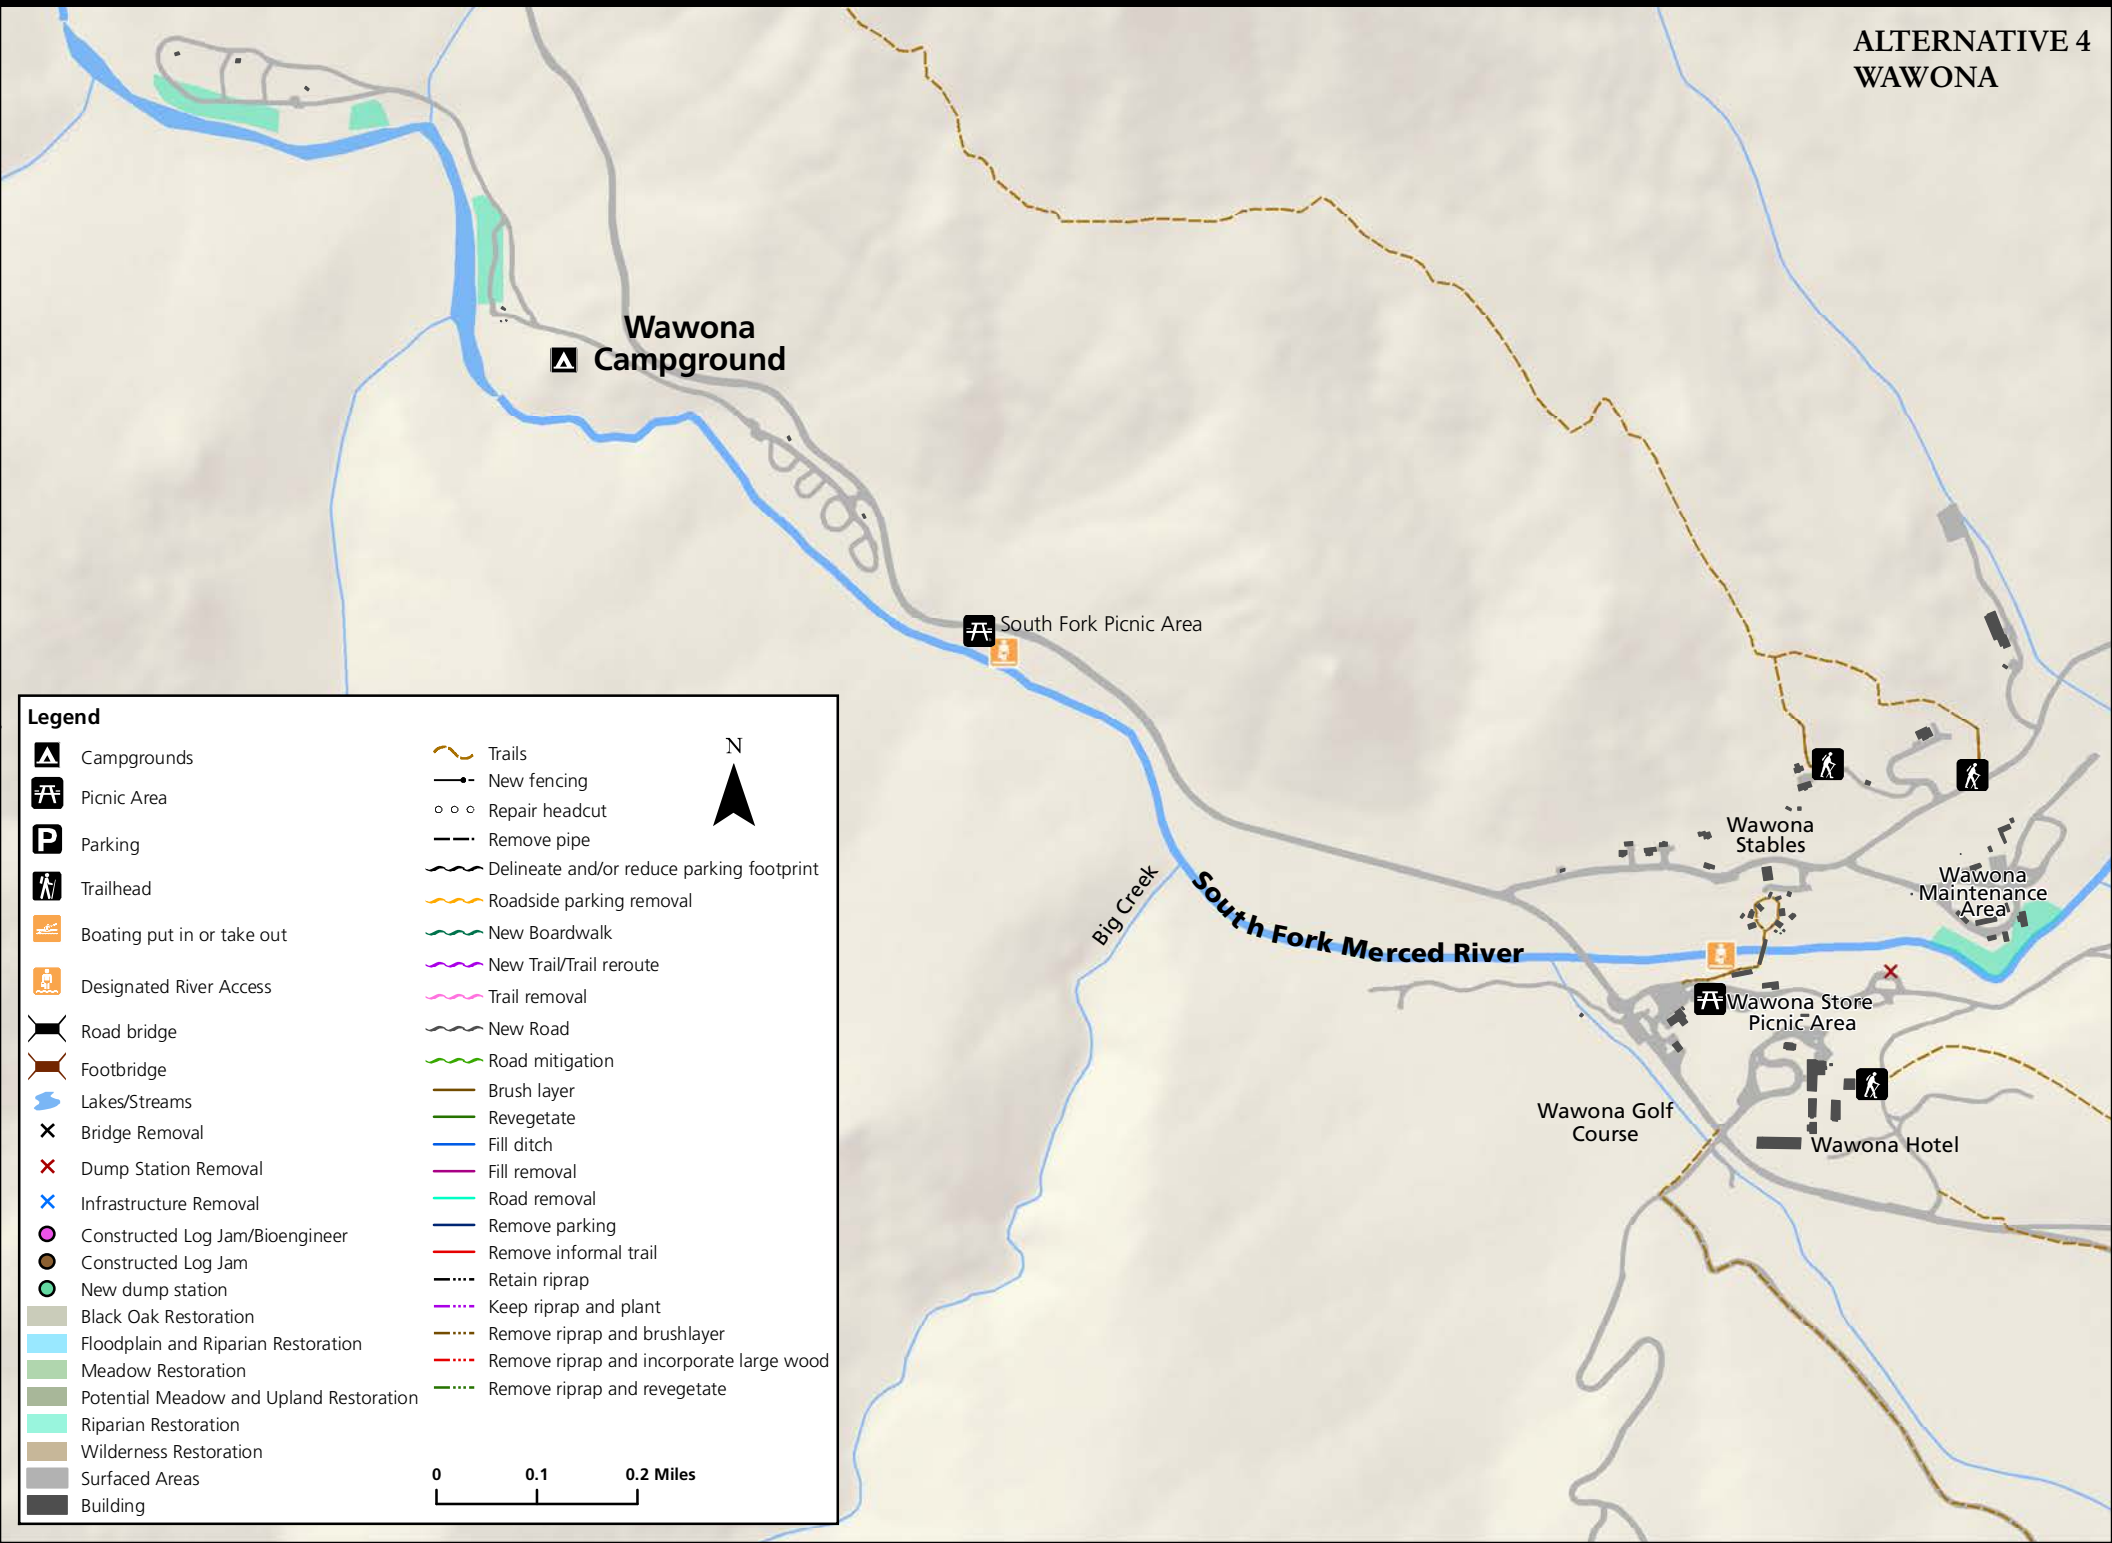 ALTERNATIVE 4
WAWONA
Wawona
Campground
South Fork Picnic Area
Wawona
Stables
Wawona
Maintenance
Area
Big Creek
South Fork Merced River
Wawona Store
Picnic Area
Wawona Golf
Course
Wawona Hotel
Legend
Campgrounds
Picnic Area
P
Parking
Trailhead
Boating put in or take out
Designated River Access
Road bridge
Footbridge
Lakes/Streams
Bridge Removal
Dump Station Removal
Infrastructure Removal
Constructed Log Jam/Bioengineer
Constructed Log Jam
New dump station
Black Oak Restoration
Floodplain and Riparian Restoration
Meadow Restoration
Potential Meadow and Upland Restoration
Riparian Restoration
Wilderness Restoration
Surfaced Areas
Building
Trails
New fencing
Repair headcut
Remove pipe
Delineate and/or reduce parking footprint
Roadside parking removal
New Boardwalk
New Trail/Trail reroute
Trail removal
New Road
Road mitigation
Brush layer
Revegetate
Fill ditch
Fill removal
Road removal
Remove parking
Remove informal trail
Retain riprap
Keep riprap and plant
Remove riprap and brushlayer
Remove riprap and incorporate large wood
Remove riprap and revegetate
N
0 0.1 0.2 Miles